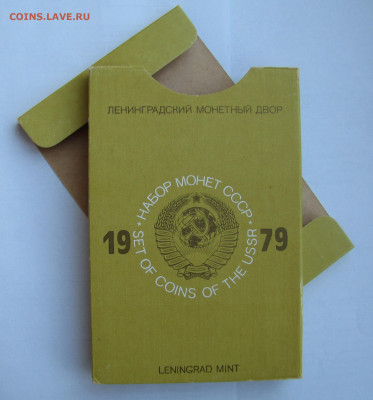 COINS.LAVE.RU
ЛЕНИНГРАДСКИЙ МОНЕТНЫЙ ДВОР
• НАБОР МОНЕТ СССР •
19 79
SET OF COINS OF THE USSR
LENINGRAD MINT